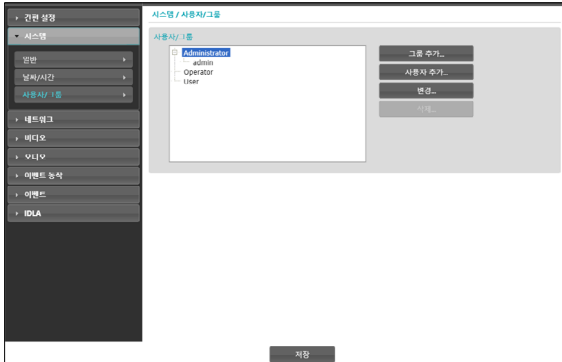 간편 설정
시스템
일반
날짜/시간
사용자/그룹
네트워크
비디오
오디오
이벤트 동작
이벤트
IDLA
시스템 / 사용자/그룹
사용자/그룹
Administrator
admin
Operator
User
그룹 추가...
사용자 추가...
변경...
삭제...
저장